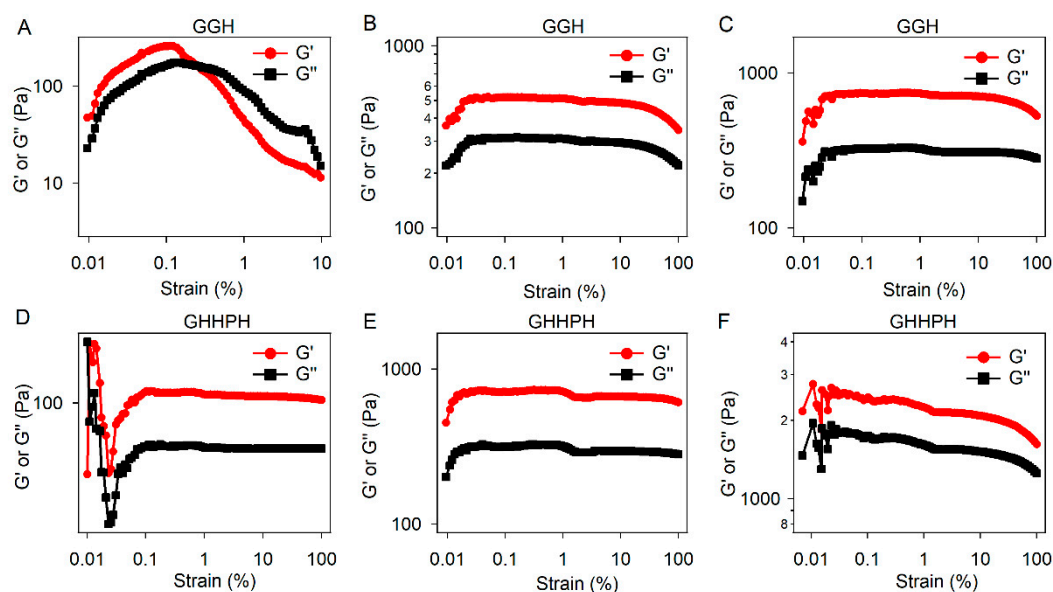 A
GGH
G'
G"
G' or G" (Pa)
100
10
0.01 0.1 1 10
Strain (%)
B
GGH
G'
G"
G' or G" (Pa)
1000
6
5
4
3
2
100
0.01 0.1 1 10 100
Strain (%)
C
GGH
G'
G"
G' or G" (Pa)
1000
100
0.01 0.1 1 10 100
Strain (%)
D
GHHPH
G'
G"
G' or G" (Pa)
100
0.01 0.1 1 10 100
Strain (%)
E
GHHPH
G'
G"
G' or G" (Pa)
1000
100
0.01 0.1 1 10 100
Strain (%)
F
GHHPH
G'
G"
G' or G" (Pa)
4
3
2
1000
8
0.01 0.1 1 10 100
Strain (%)